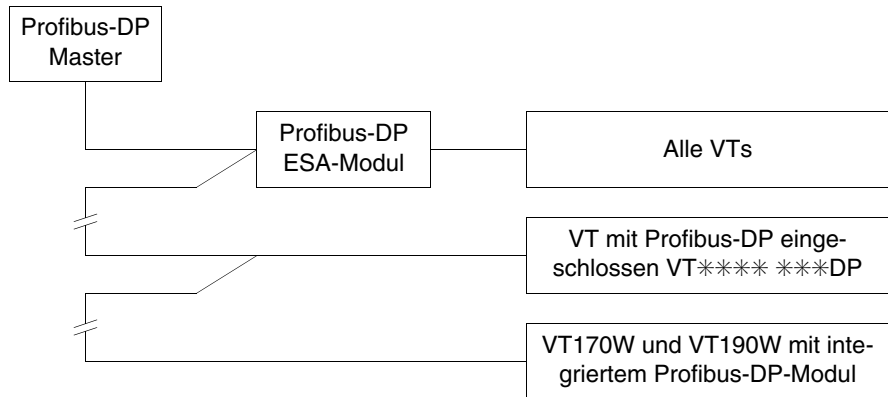 Profibus-DP
Master
Profibus-DP
ESA-Modul
Alle VTs
VT mit Profibus-DP einge-
schlossen VT✳✳✳✳ ✳✳✳DP
VT170W und VT190W mit inte-
griertem Profibus-DP-Modul